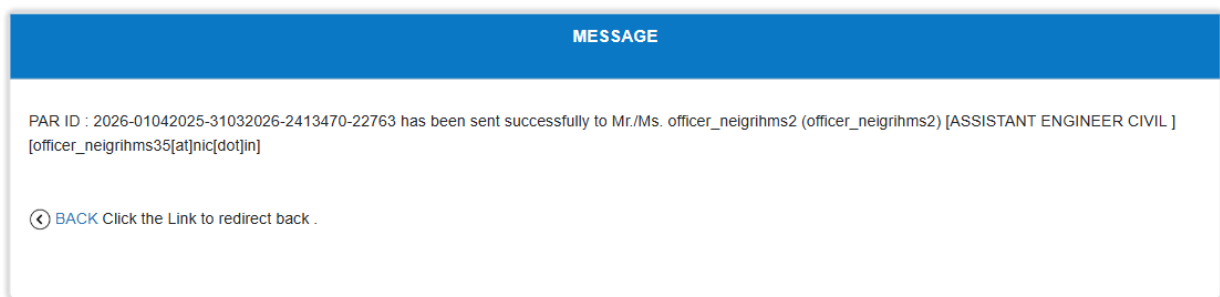 MESSAGE
PAR ID : 2026-01042025-31032026-2413470-22763 has been sent successfully to Mr./Ms. officer_neigrihms2 (officer_neigrihms2) [ASSISTANT ENGINEER CIVIL ]
[officer_neigrihms35[at]nic[dot]in]
BACK Click the Link to redirect back .